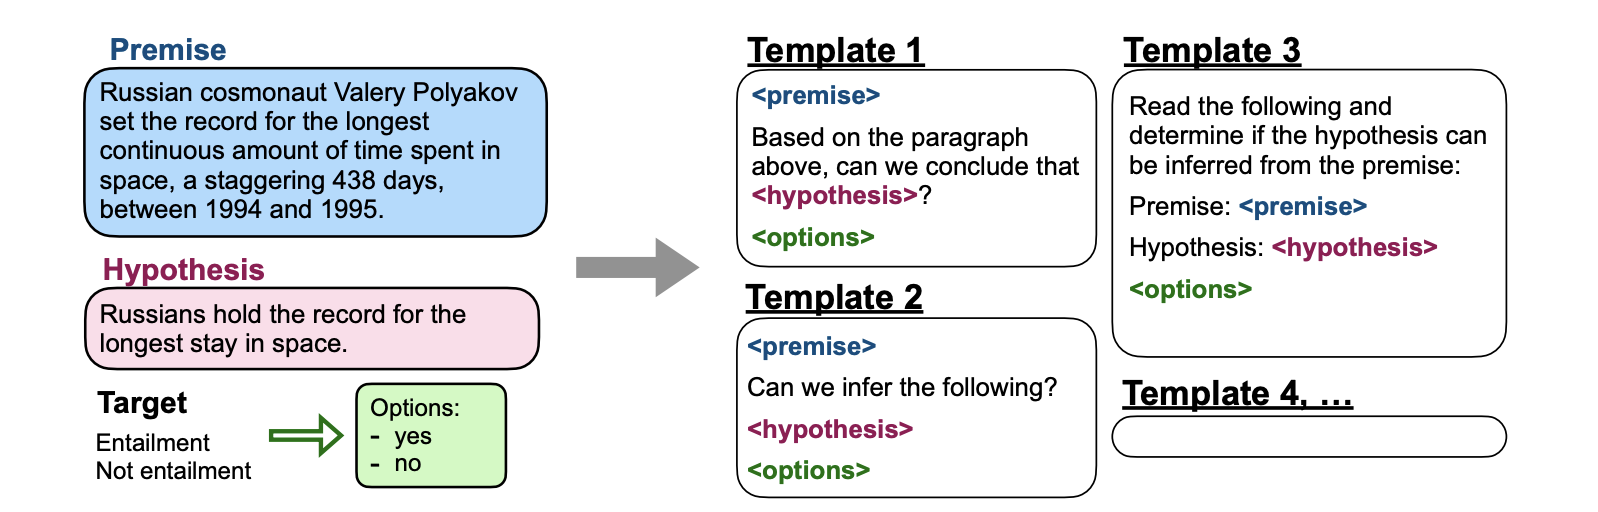 Premise
Russian cosmonaut Valery Polyakov
set the record for the longest
continuous amount of time spent in
space, a staggering 438 days,
between 1994 and 1995.
Hypothesis
Russians hold the record for the
longest stay in space.
Target
Entailment
Not entailment
Options:
- yes
- no
Template 1
<premise>
Based on the paragraph
above, can we conclude that
<hypothesis>?
<options>
Template 2
<premise>
Can we infer the following?
<hypothesis>
<options>
Template 3
Read the following and
determine if the hypothesis can
be inferred from the premise:
Premise: <premise>
Hypothesis: <hypothesis>
<options>
Template 4, …